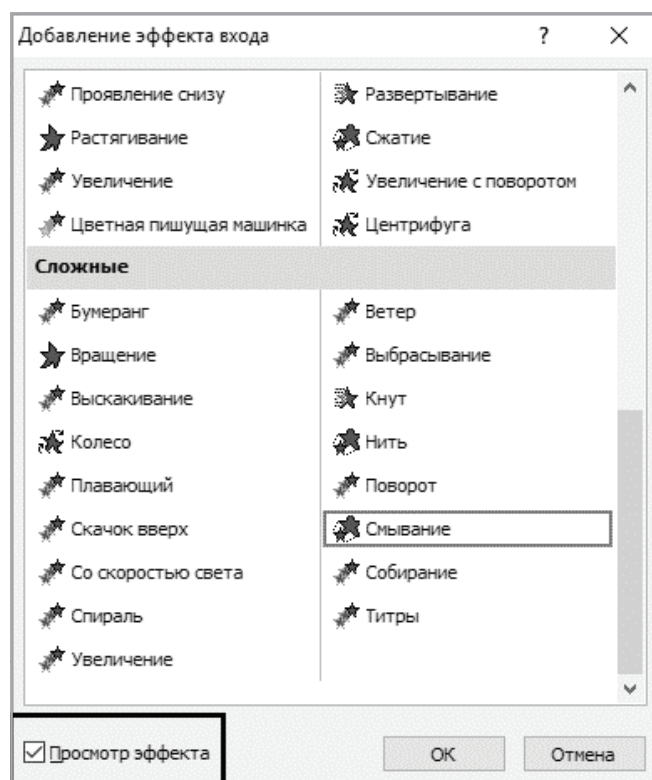 Добавление эффекта входа ? ×
Проявление снизу Развертывание
Растягивание Сжатие
Увеличение Увеличение с поворотом
Цветная пишущая машинка Центрифуга
Сложные
Бумеранг Ветер
Вращение Выбрасывание
Выскакивание Кнут
Колесо Нить
Плавающий Поворот
Скачок вверх Смывание
Со скоростью света Собирание
Спираль Титры
Увеличение
Просмотр эффекта ОК Отмена